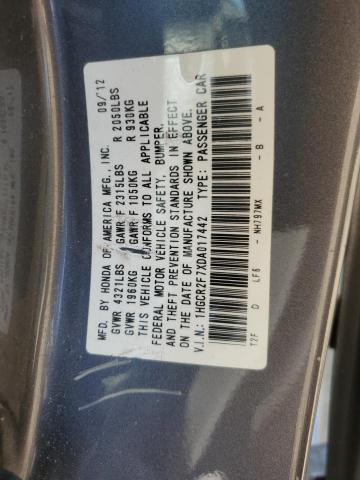 MFD. BY HONDA OF AMERICA MFG., INC. 09/'12
GVWR 4321LBS GAWR F 2315LBS R 2050LBS
GVWR 1960KG GAWR F 1050KG R 930KG
THIS VEHICLE CONFORMS TO ALL APPLICABLE
FEDERAL MOTOR VEHICLE SAFETY, BUMPER,
AND THEFT PREVENTION STANDARDS IN EFFECT
ON THE DATE OF MANUFACTURE SHOWN ABOVE.
V.I.N.: 1HGCR2F7XDA017442 TYPE: PASSENGER CAR
T2F D LF6 - NH797MX - B - A